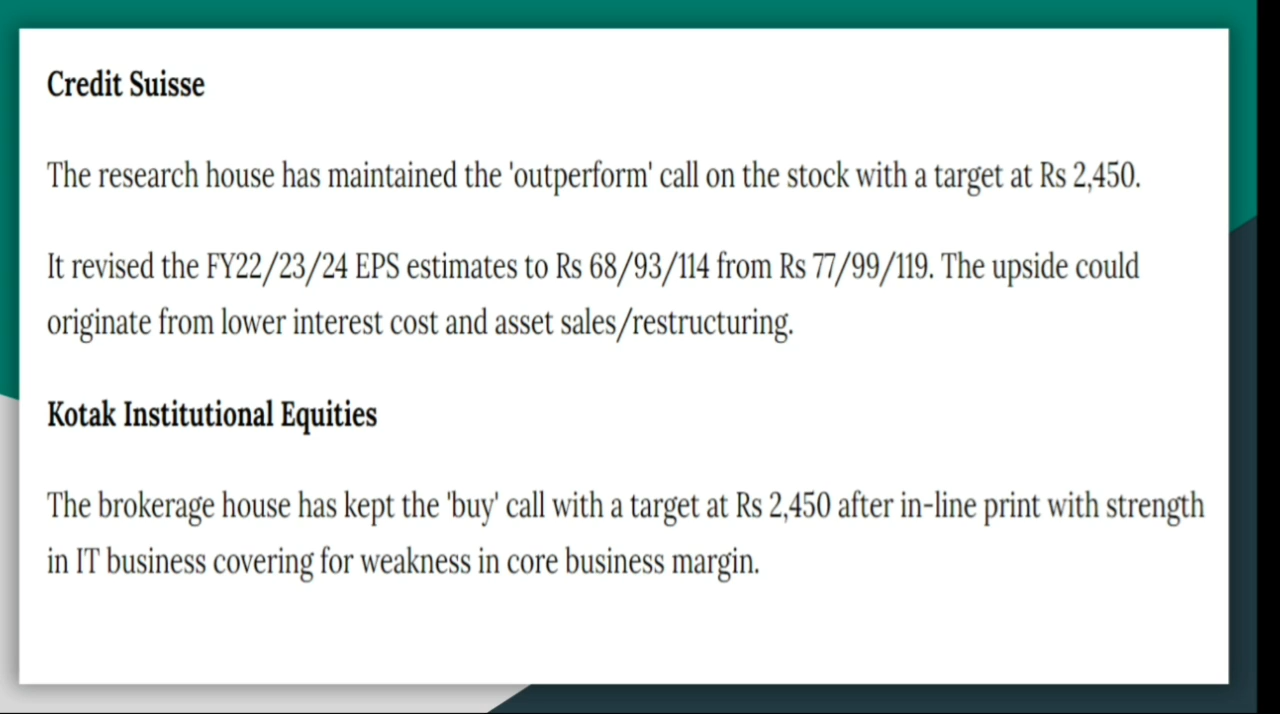 Credit Suisse
The research house has maintained the 'outperform' call on the stock with a target at Rs 2,450.
It revised the FY22/23/24 EPS estimates to Rs 68/93/114 from Rs 77/99/119. The upside could
originate from lower interest cost and asset sales/restructuring.
Kotak Institutional Equities
The brokerage house has kept the 'buy' call with a target at Rs 2,450 after in-line print with strength
in IT business covering for weakness in core business margin.